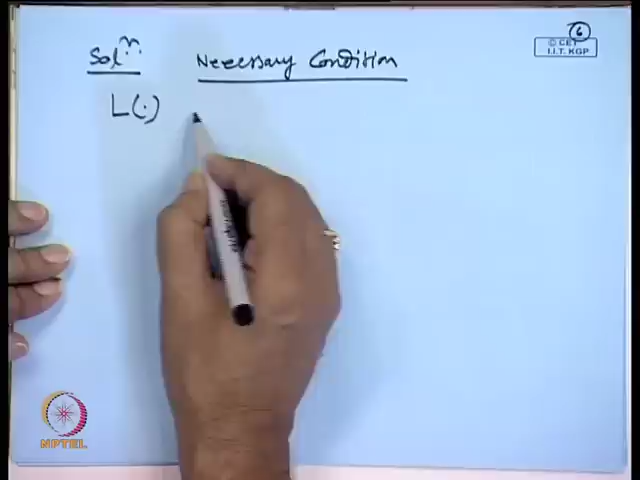 6
© CET
I.I.T. KGP
Solⁿ. Necessary Condition
L(·)
NPTEL